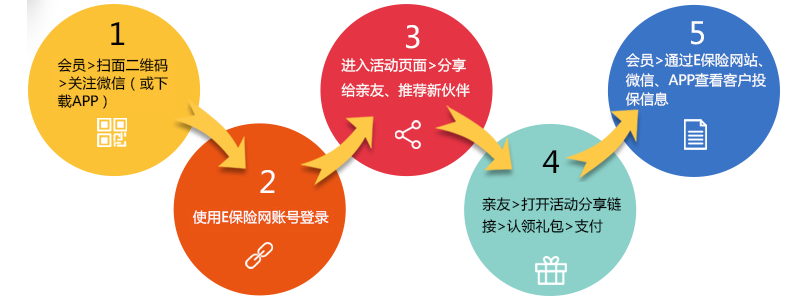 1
会员>扫面二维码
>关注微信（或下
载APP）
2
使用E保险网账号登录
3
进入活动页面>分享
给亲友、推荐新伙伴
4
亲友>打开活动分享链
接>认领礼包>支付
5
会员>通过E保险网站、
微信、APP查看客户投
保信息